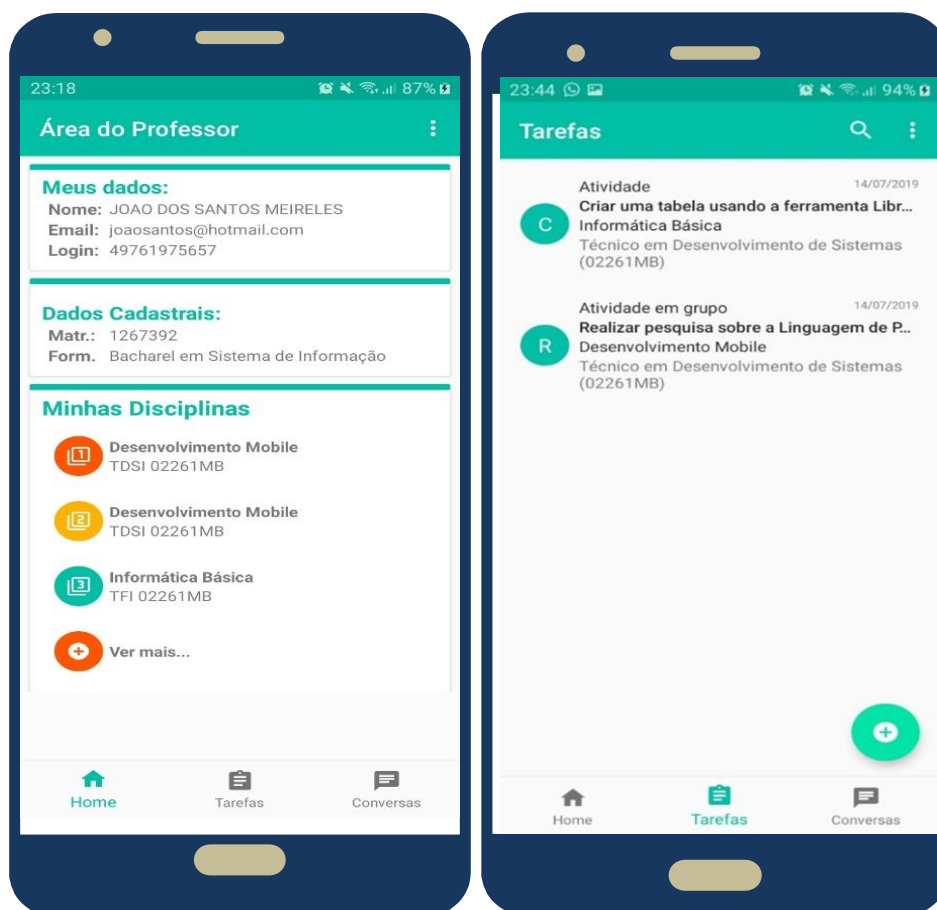 23:18 87%
Área do Professor
Meus dados:
Nome: JOAO DOS SANTOS MEIRELES
Email: joaosantos@hotmail.com
Login: 49761975657
Dados Cadastrais:
Matr.: 1267392
Form. Bacharel em Sistema de Informação
Minhas Disciplinas
1
Desenvolvimento Mobile
TDSI 02261MB
2
Desenvolvimento Mobile
TDSI 02261MB
3
Informática Básica
TFI 02261MB
Ver mais...
Home Tarefas Conversas
23:44 94%
Tarefas
Atividade 14/07/2019
Criar uma tabela usando a ferramenta Libr...
C
Informática Básica
Técnico em Desenvolvimento de Sistemas
(02261MB)
Atividade em grupo 14/07/2019
Realizar pesquisa sobre a Linguagem de P...
R
Desenvolvimento Mobile
Técnico em Desenvolvimento de Sistemas
(02261MB)
Home Tarefas Conversas